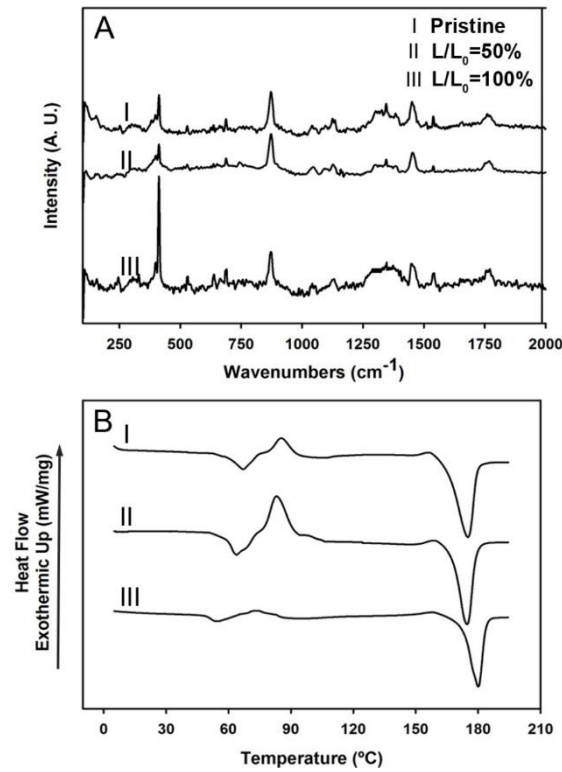 A
I Pristine
II L/L₀=50%
III L/L₀=100%
I
II
III
Intensity (A. U.)
250 500 750 1000 1250 1500 1750 2000
Wavenumbers (cm⁻¹)
B
I
II
III
Heat Flow
Exothermic Up (mW/mg)
0 30 60 90 120 150 180 210
Temperature (ºC)